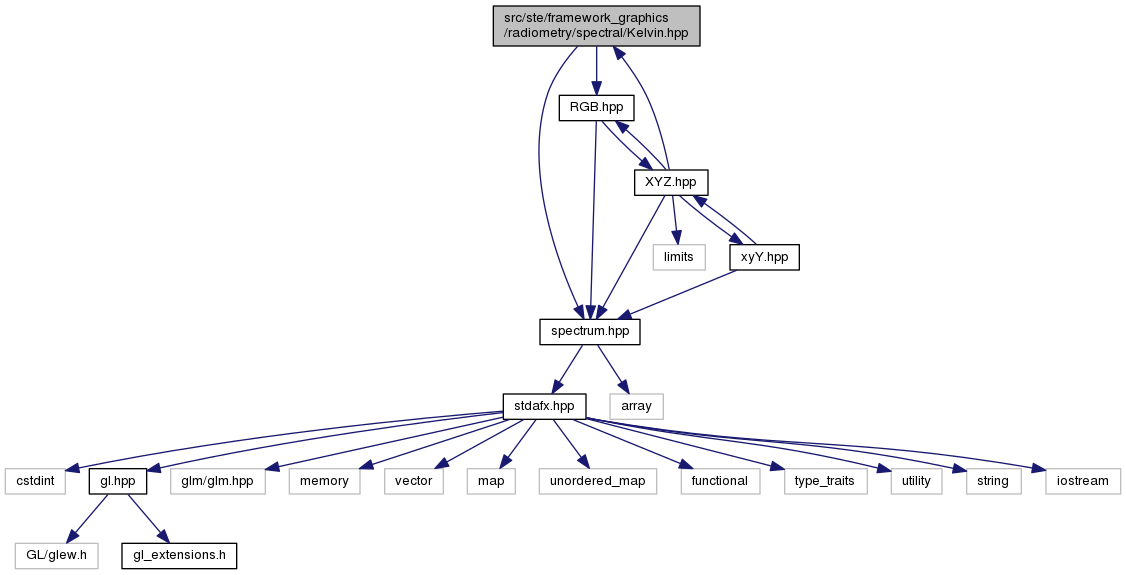 src/ste/framework_graphics
/radiometry/spectral/Kelvin.hpp
RGB.hpp
XYZ.hpp
limits
xyY.hpp
spectrum.hpp
stdafx.hpp
array
cstdint
gl.hpp
glm/glm.hpp
memory
vector
map
unordered_map
functional
type_traits
utility
string
iostream
GL/glew.h
gl_extensions.h